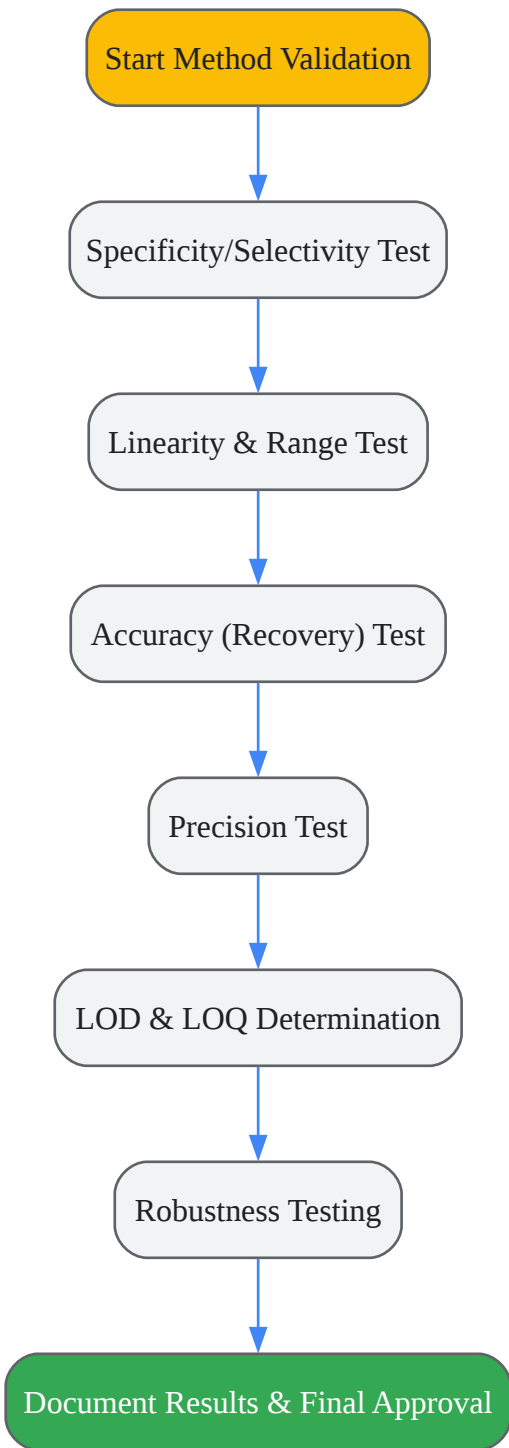 Start Method Validation
Specificity/Selectivity Test
Linearity & Range Test
Accuracy (Recovery) Test
Precision Test
LOD & LOQ Determination
Robustness Testing
Document Results & Final Approval